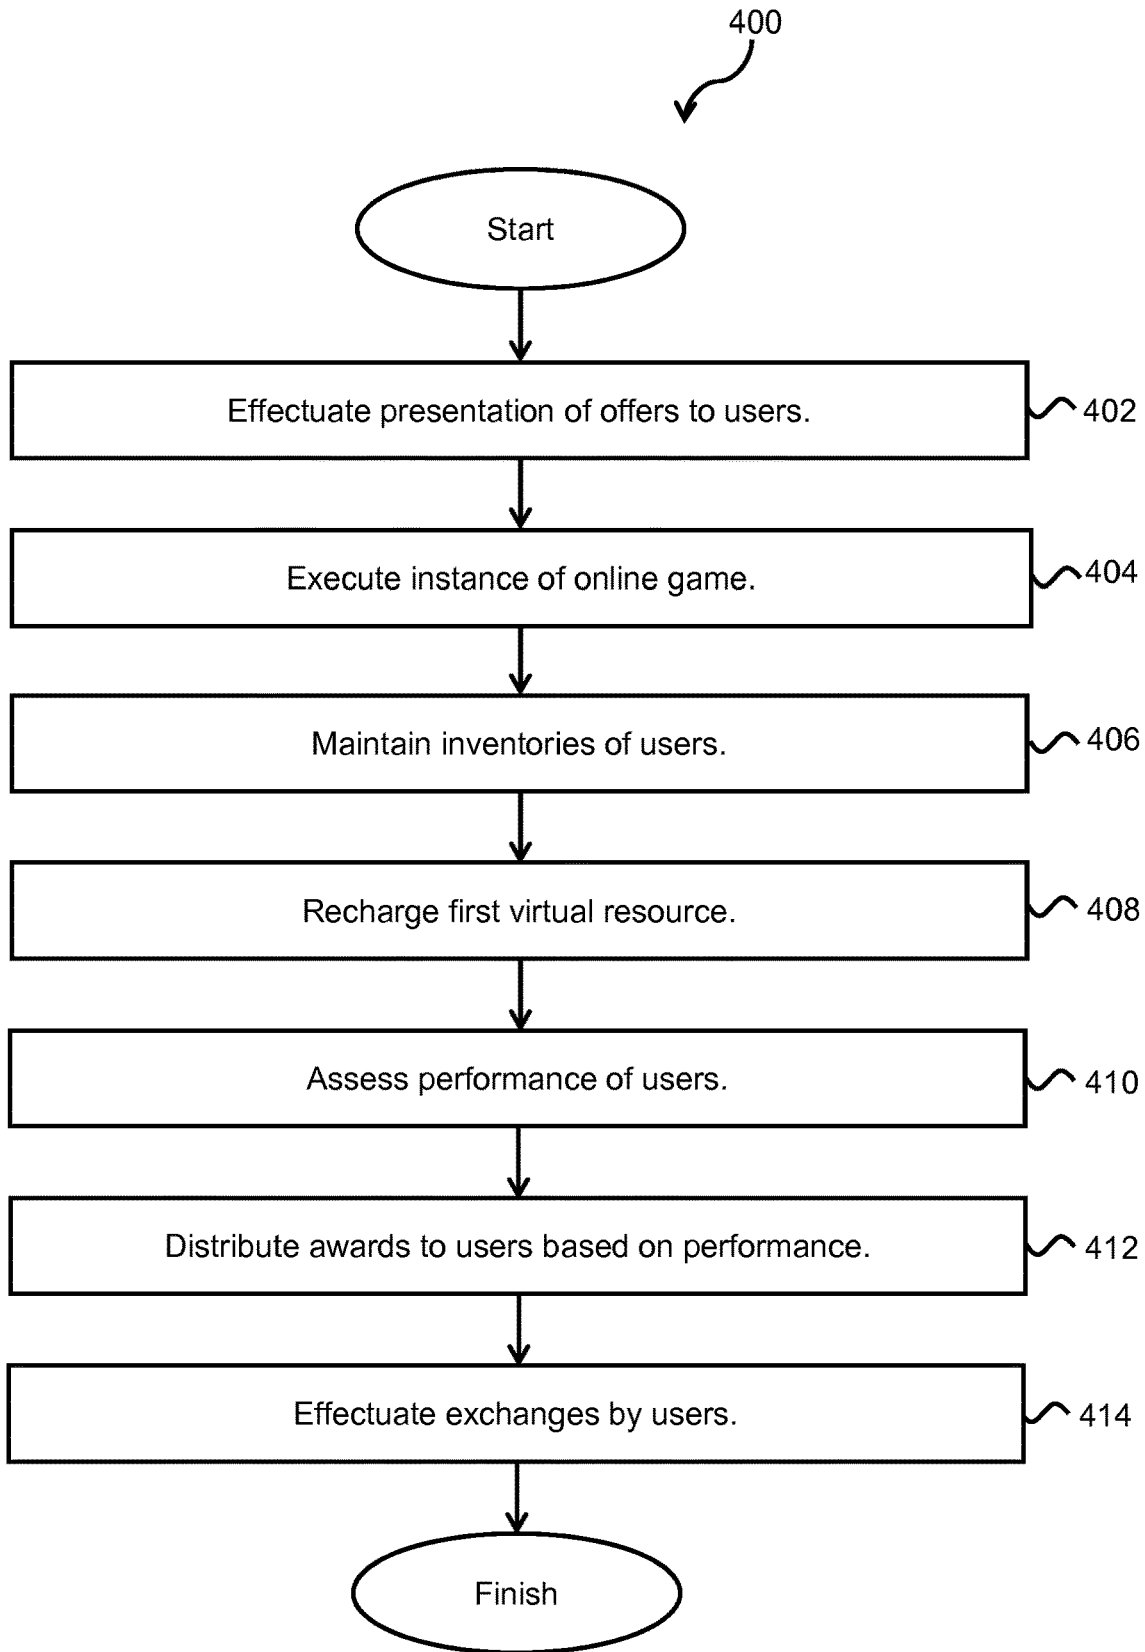 400
Start
Effectuate presentation of offers to users.
402
Execute instance of online game.
404
Maintain inventories of users.
406
Recharge first virtual resource.
408
Assess performance of users.
410
Distribute awards to users based on performance.
412
Effectuate exchanges by users.
414
Finish